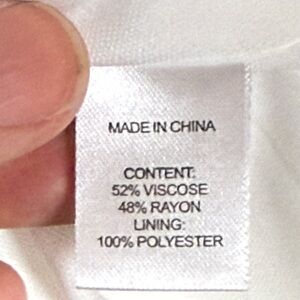 MADE IN CHINA
CONTENT:
52% VISCOSE
48% RAYON
LINING:
100% POLYESTER